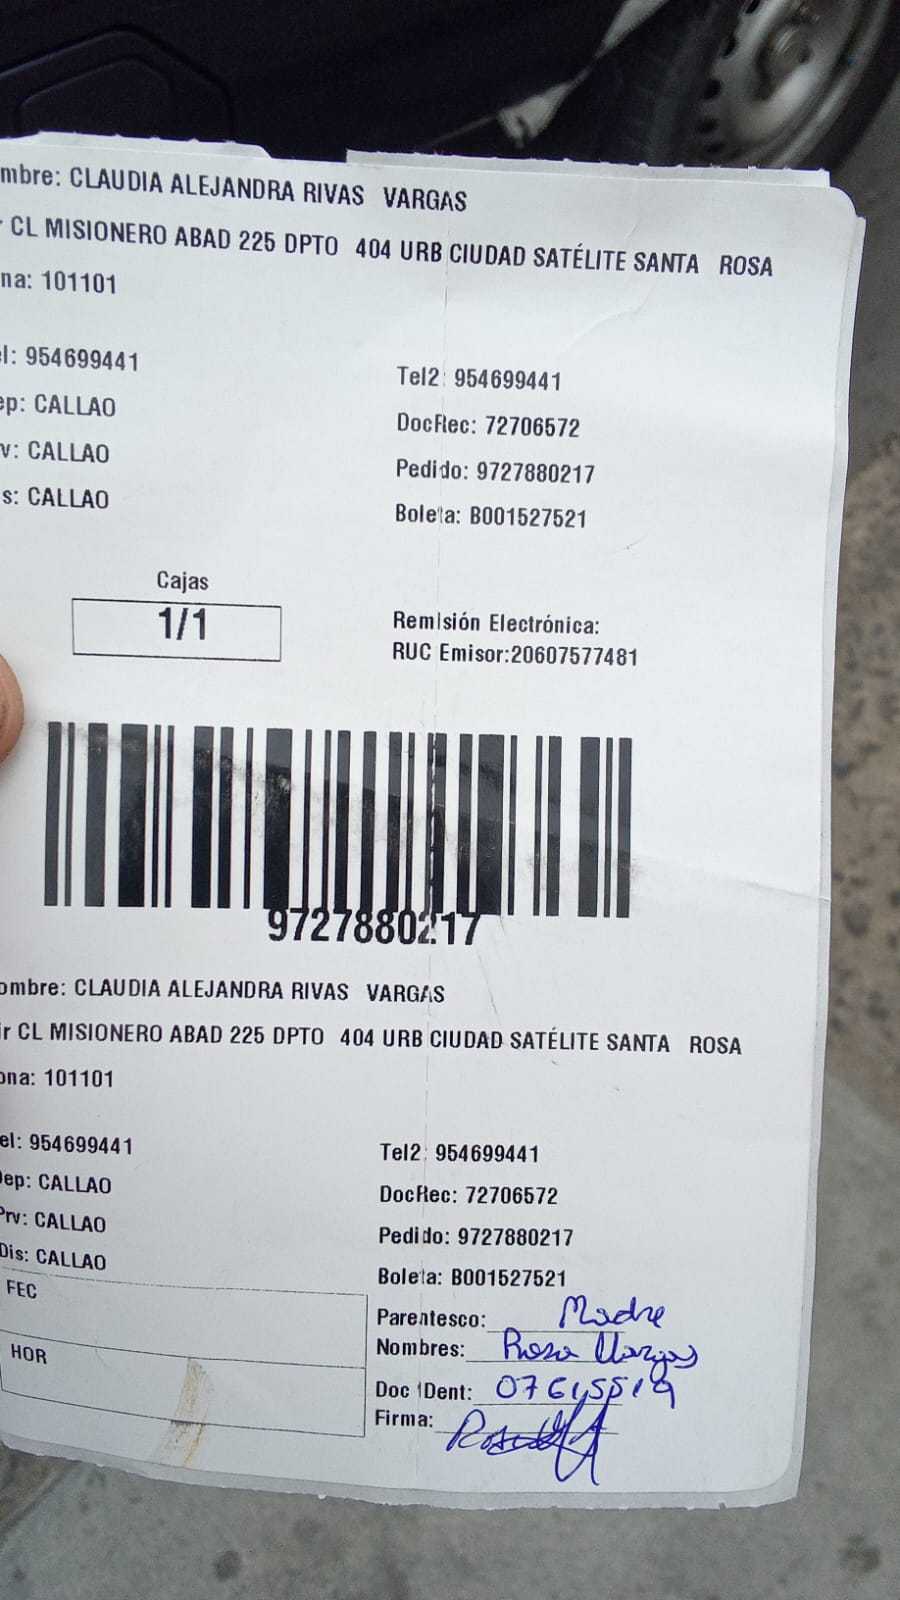 mbre: CLAUDIA ALEJANDRA RIVAS VARGAS
r CL MISIONERO ABAD 225 DPTO 404 URB CIUDAD SATÉLITE SANTA ROSA
na: 101101
el: 954699441 Tel2: 954699441
ep: CALLAO DocRec: 72706572
v: CALLAO Pedido: 9727880217
s: CALLAO Boleta: B001527521
Cajas
1/1
Remisión Electrónica:
RUC Emisor:20607577481
9727880217
ombre: CLAUDIA ALEJANDRA RIVAS VARGAS
ir CL MISIONERO ABAD 225 DPTO 404 URB CIUDAD SATÉLITE SANTA ROSA
ona: 101101
el: 954699441 Tel2: 954699441
Dep: CALLAO DocRec: 72706572
Prv: CALLAO Pedido: 9727880217
Dis: CALLAO Boleta: B001527521
FEC
HOR
Parentesco: Madre
Nombres: Rosa Vargas
Doc IDent: 07615519
Firma: